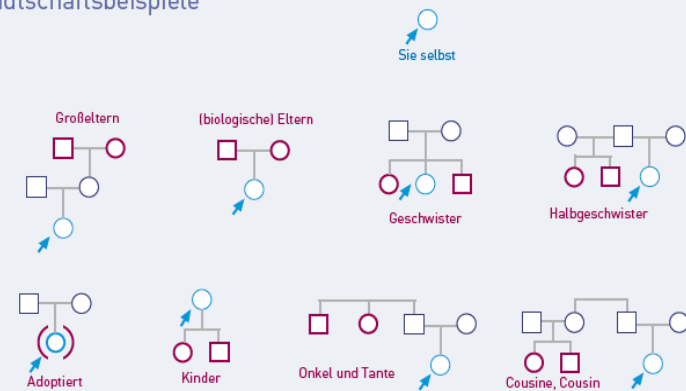 Sie selbst
Großeltern
(biologische) Eltern
Geschwister
Halbgeschwister
Adoptiert
Kinder
Onkel und Tante
Cousine, Cousin